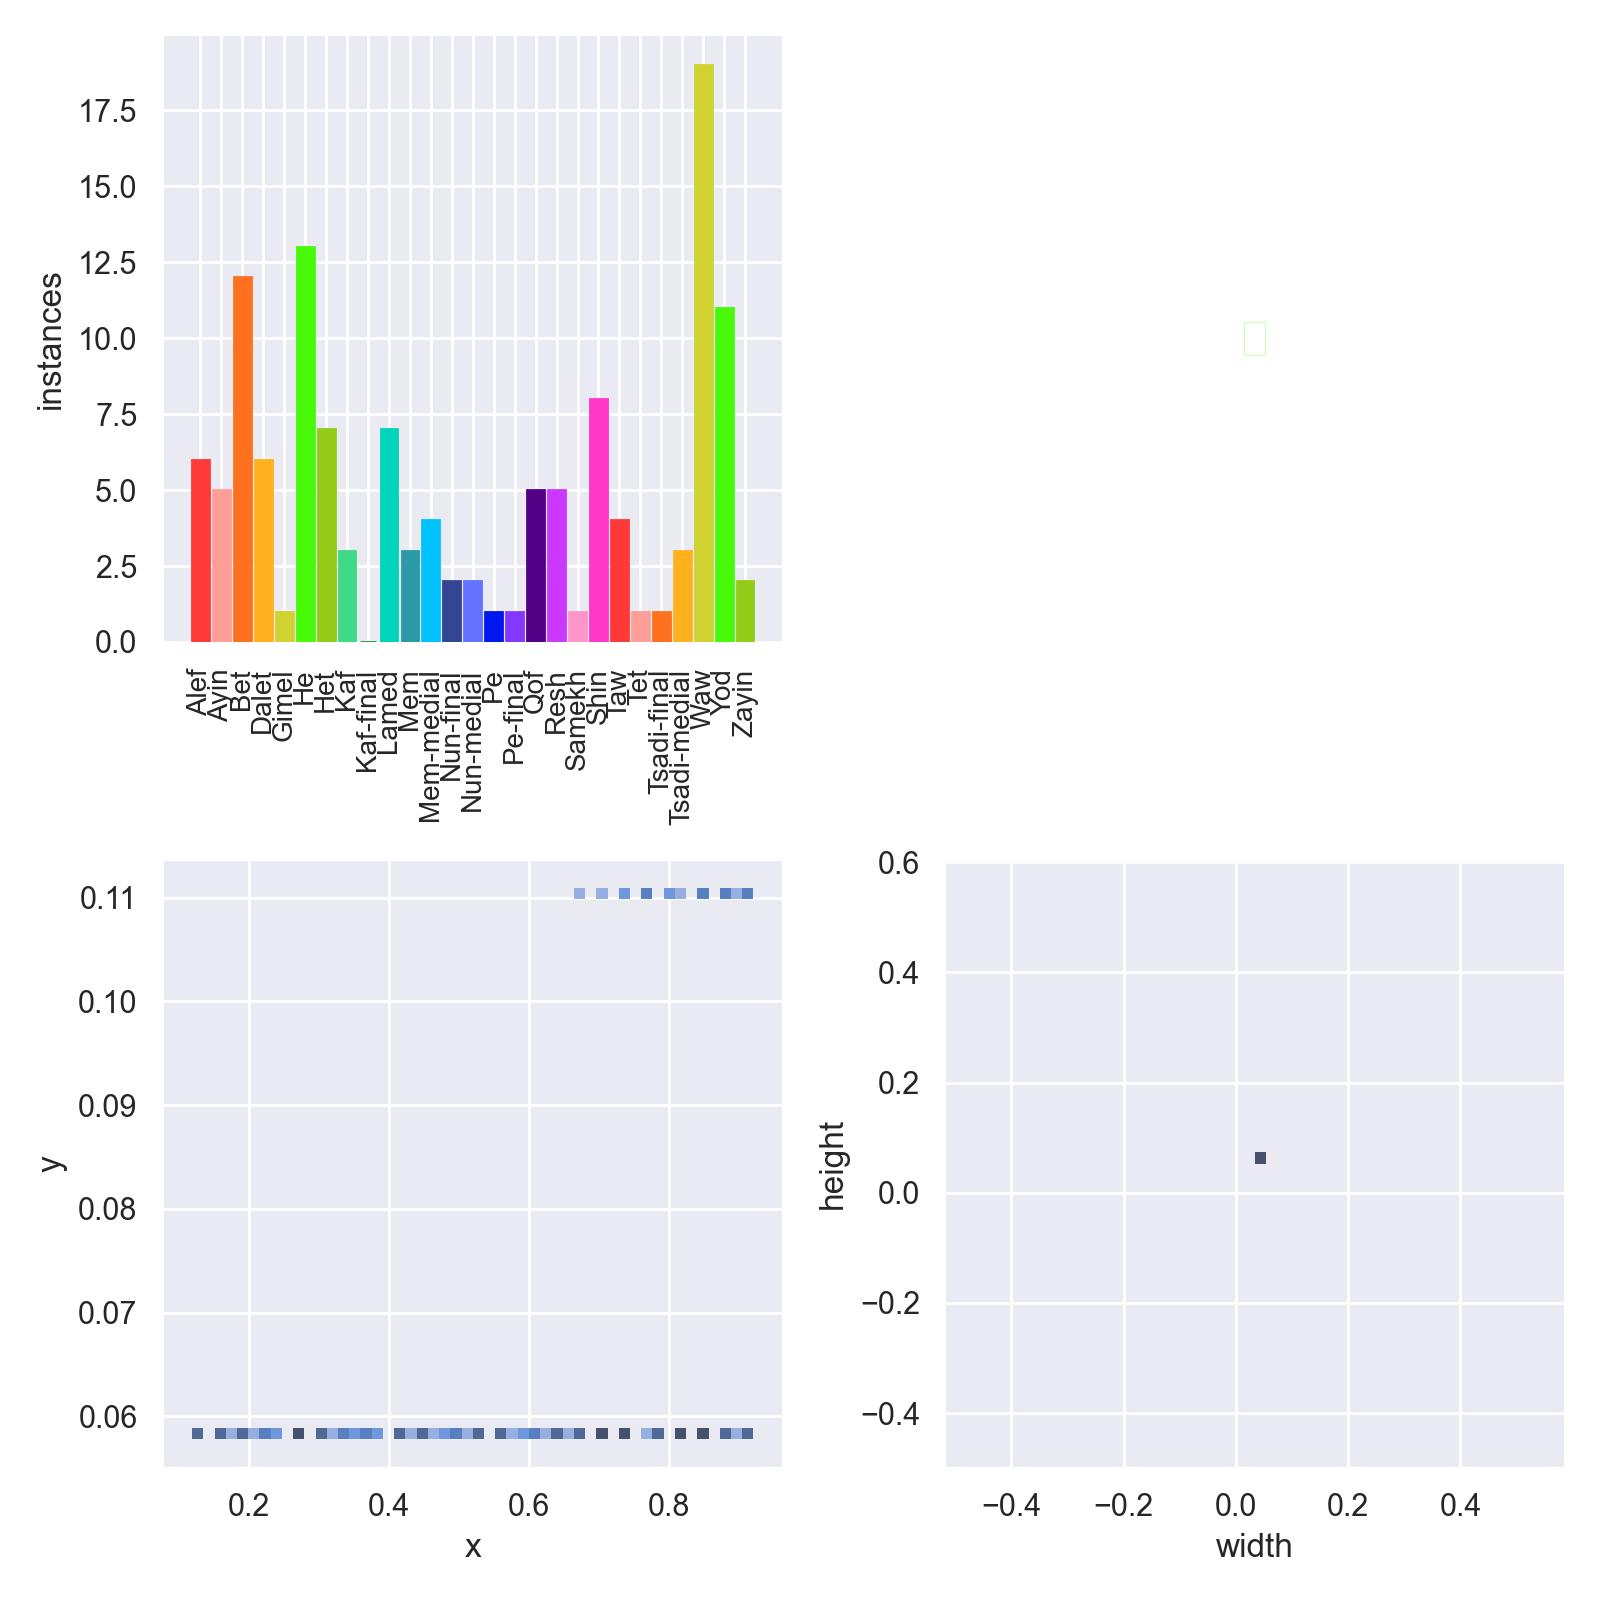 17.5
15.0
12.5
10.0
7.5
5.0
2.5
0.0
instances
Alef
Ayin
Bet
Dalet
Gimel
He
Het
Kaf
Kaf-final
Lamed
Mem
Mem-medial
Nun-final
Nun-medial
Pe
Pe-final
Qof
Resh
Samekh
Shin
Taw
Tet
Tsadi-final
Tsadi-medial
Waw
Yod
Zayin
0.11
0.10
0.09
0.08
0.07
0.06
y
0.2 0.4 0.6 0.8
x
0.6
0.4
0.2
0.0
−0.2
−0.4
height
−0.4 −0.2 0.0 0.2 0.4
width